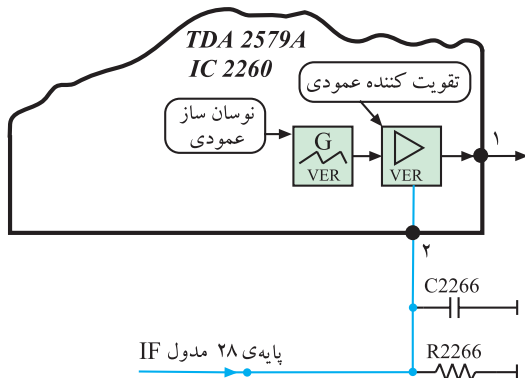 TDA 2579A
IC 2260
تقویت کننده عمودی
نوسان ساز
عمودی
G
VER
VER
۱
۲
C2266
R2266
پایه‌ی ۲۸ مدول IF